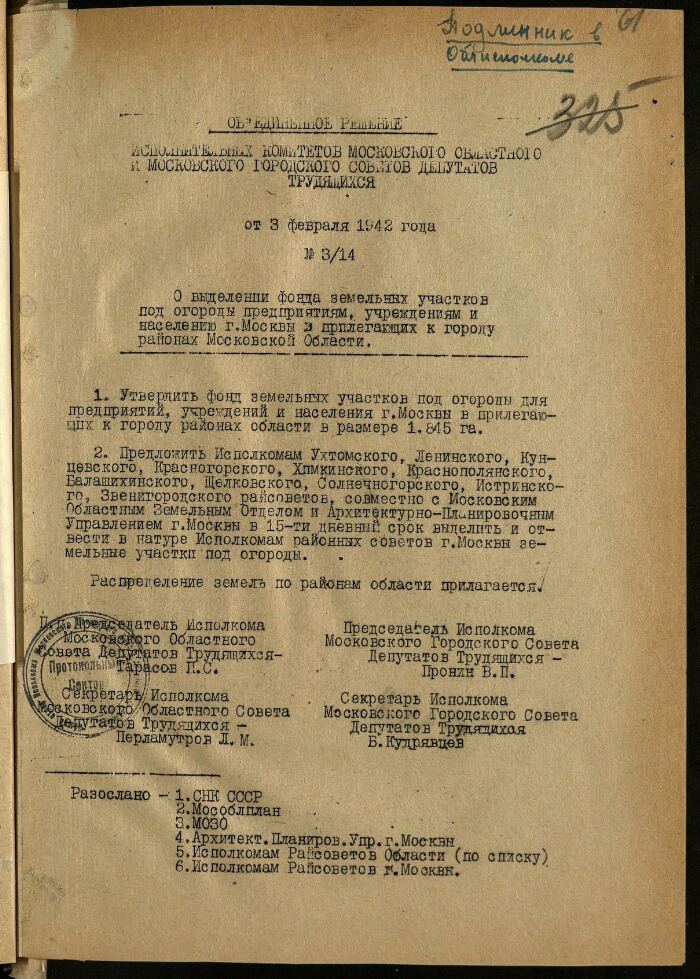 Подлинник в
Облисполкоме
61
325
ОБ"ЕДИНЕННОЕ РЕШЕНИЕ
ИСПОЛНИТЕЛЬНЫХ КОМИТЕТОВ МОСКОВСКОГО ОБЛАСТНОГО
И МОСКОВСКОГО ГОРОДСКОГО СОВЕТОВ ДЕПУТАТОВ
ТРУДЯЩИХСЯ
от 3 февраля 1942 года
№ 3/14
О выделении фонда земельных участков
под огороды предприятиям, учреждениям и
населению г.Москвы в прилегающих к городу
районах Московской Области.
1. Утвердить фонд земельных участков под огороды для
предприятий, учреждений и населения г.Москвы в прилегаю-
щих к городу районах области в размере 1.845 га.
2. Предложить Исполкомам Ухтомского, Ленинского, Кун-
цевского, Красногорского, Химкинского, Краснополянского,
Балашихинского, Щелковского, Солнечногорского, Истринско-
го, Звенигородского райсоветов, совместно с Московским
Областным Земельным Отделом и Архитектурно-Планировочным
Управлением г.Москвы в 15-ти дневный срок выделить и от-
вести в натуре Исполкомам районных советов г.Москвы зе-
мельные участки под огороды.
Распределение земель по районам области прилагается.
Председатель Исполкома
Московского Областного
Совета Депутатов Трудящихся-
Тарасов П.С.
Секретарь Исполкома
Московского Областного Совета
Депутатов Трудящихся -
Перламутров Л.М.
Протокольный
Сектор
Председатель Исполкома
Московского Городского Совета
Депутатов Трудящихся -
Пронин В.П.
Секретарь Исполкома
Московского Городского Совета
Депутатов Трудящихся
Б.Кудрявцев
Разослано - 1.СНК СССР
2.Мособлплан
3.МОЗО
4.Архитект.Планиров.Упр.г.Москвы
5.Исполкомам Райсоветов Области (по списку)
6.Исполкомам Райсоветов г.Москвы.